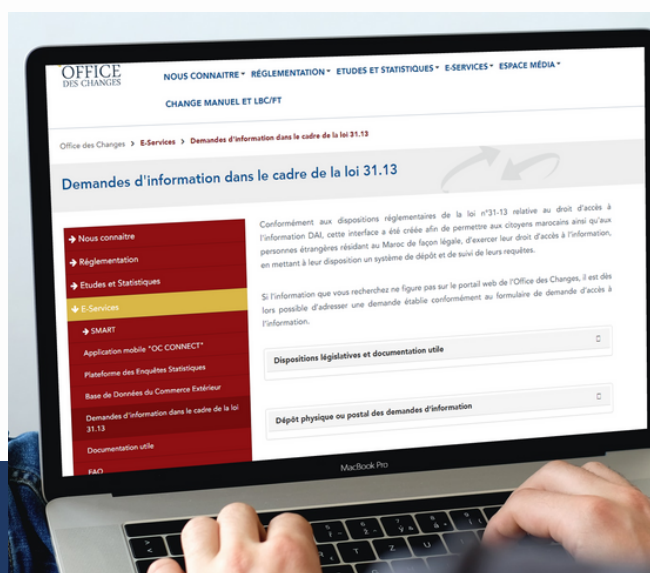 OFFICE
DES CHANGES
NOUS CONNAITRE RÉGLEMENTATION ETUDES ET STATISTIQUES E-SERVICES ESPACE MÉDIA
CHANGE MANUEL ET LBC/FT
Office des Changes > E-Services > Demandes d'information dans le cadre de la loi 31.13
Demandes d'information dans le cadre de la loi 31.13
Nous connaitre
Réglementation
Etudes et Statistiques
E-Services
SMART
Application mobile "OC CONNECT"
Plateforme des Enquêtes Statistiques
Base de Données du Commerce Extérieur
Demandes d'information dans le cadre de la loi
31.13
Documentation utile
FAQ
Conformément aux dispositions réglementaires de la loi n°31-13 relative au droit d'accès à
l'information DAI, cette interface a été créée afin de permettre aux citoyens marocains ainsi qu'aux
personnes étrangères résidant au Maroc de façon légale, d'exercer leur droit d'accès à l'information,
en mettant à leur disposition un système de dépôt et de suivi de leurs requêtes.
Si l'information que vous recherchez ne figure pas sur le portail web de l'Office des Changes, il est dès
lors possible d'adresser une demande établie conformément au formulaire de demande d'accès à
l'information.
Dispositions législatives et documentation utile
Dépôt physique ou postal des demandes d'information
MacBook Pro